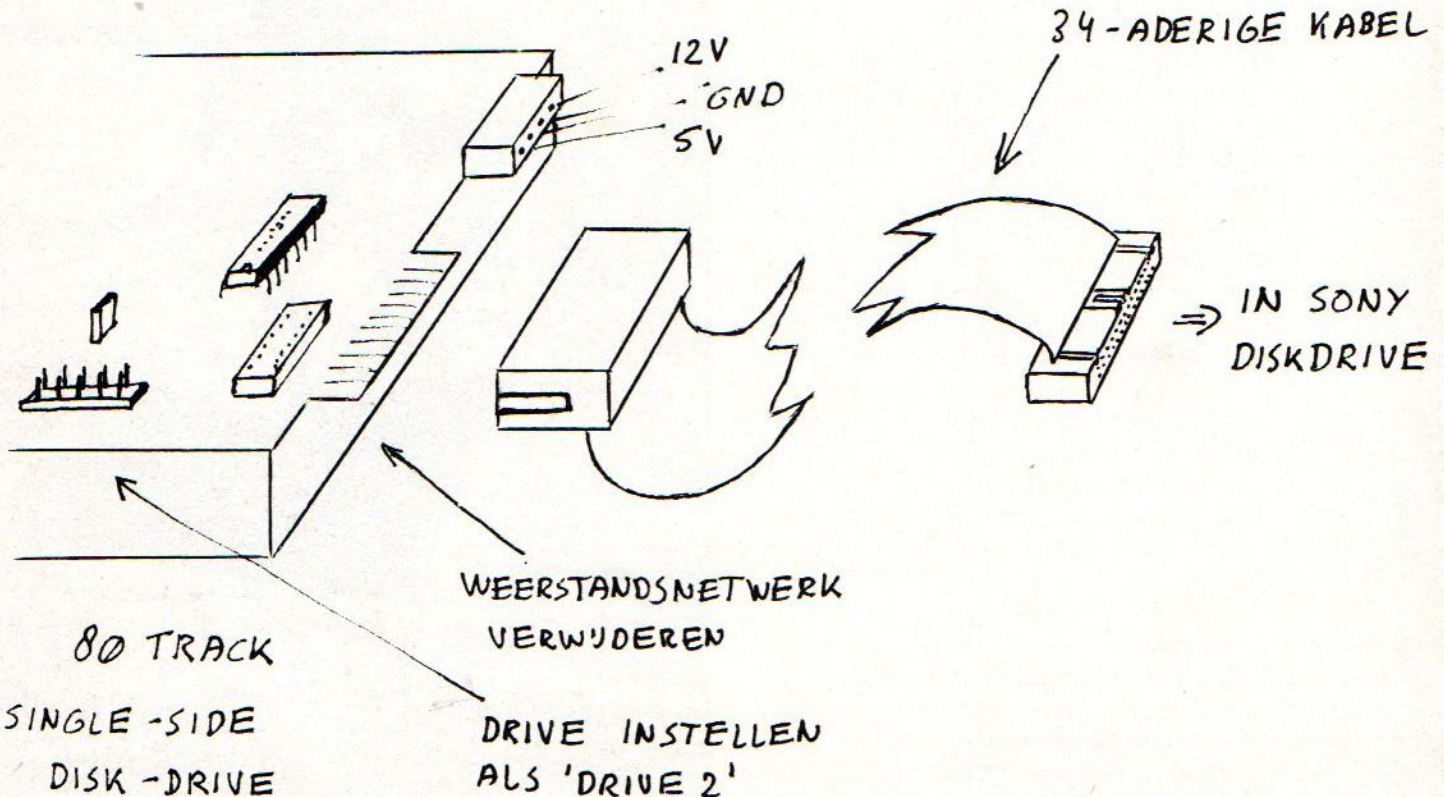 34-ADERIGE KABEL
12V
GND
5V
IN SONY
DISKDRIVE
WEERSTANDSNETWERK
VERWIJDEREN
80 TRACK
SINGLE-SIDE
DISK-DRIVE
DRIVE INSTELLEN
ALS 'DRIVE 2'